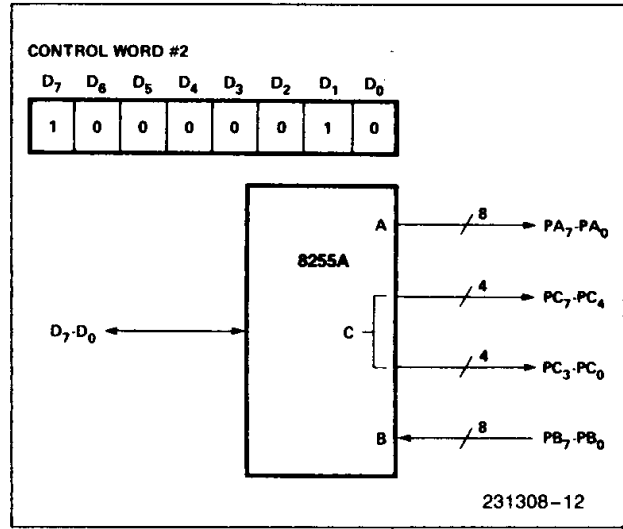 CONTROL WORD #2
D7 D6 D5 D4 D3 D2 D1 D0
1 0 0 0 0 0 1 0
A 8 PA7-PA0
8255A
4 PC7-PC4
D7-D0 C
4 PC3-PC0
B 8 PB7-PB0
231308-12